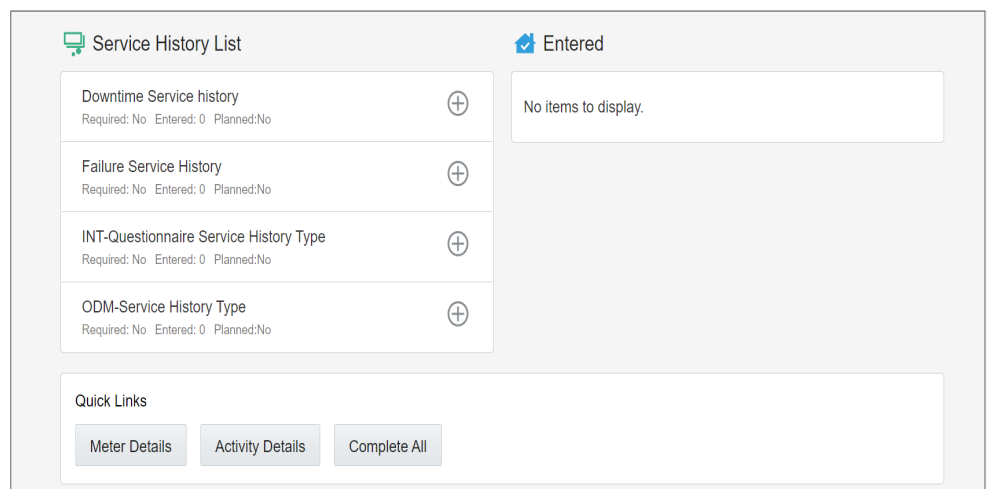 Service History List
Downtime Service history
Required: No Entered: 0 Planned:No
Failure Service History
Required: No Entered: 0 Planned:No
INT-Questionnaire Service History Type
Required: No Entered: 0 Planned:No
ODM-Service History Type
Required: No Entered: 0 Planned:No
Entered
No items to display.
Quick Links
Meter Details Activity Details Complete All